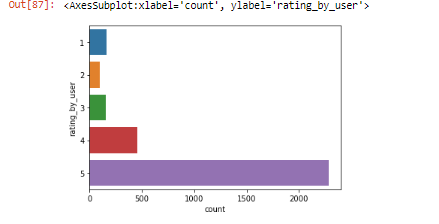 Out[87]: <AxesSubplot:xlabel='count', ylabel='rating_by_user'>
1
2
3
4
5
rating_by_user
0 500 1000 1500 2000
count